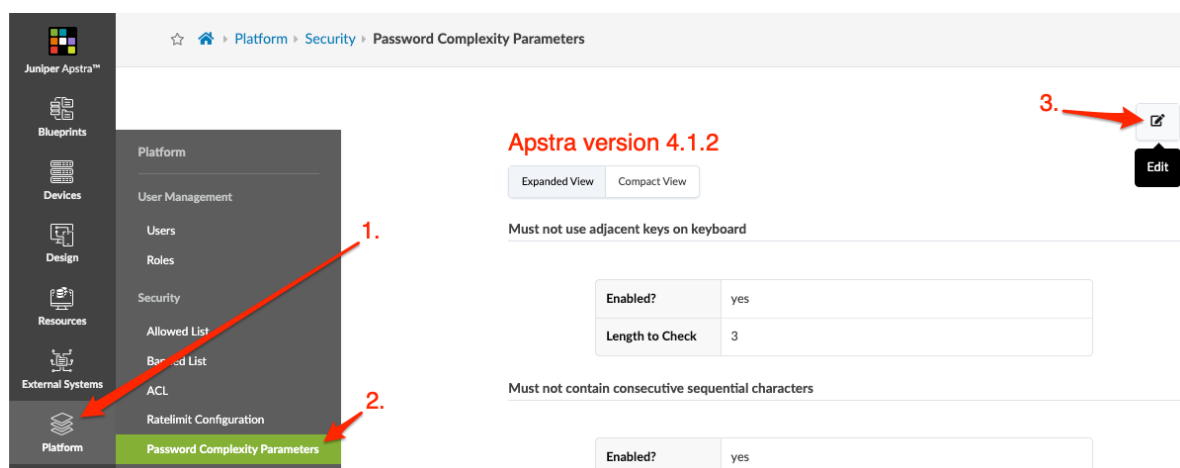 ☆ Platform › Security › Password Complexity Parameters
Juniper Apstra™
Blueprints
Devices
Design
Resources
External Systems
Platform
Platform
User Management
Users
Roles
Security
Allowed List
Banned List
ACL
Ratelimit Configuration
Password Complexity Parameters
1.
2.
3.
Edit
Apstra version 4.1.2
Expanded View Compact View
Must not use adjacent keys on keyboard
Enabled? yes
Length to Check 3
Must not contain consecutive sequential characters
Enabled? yes